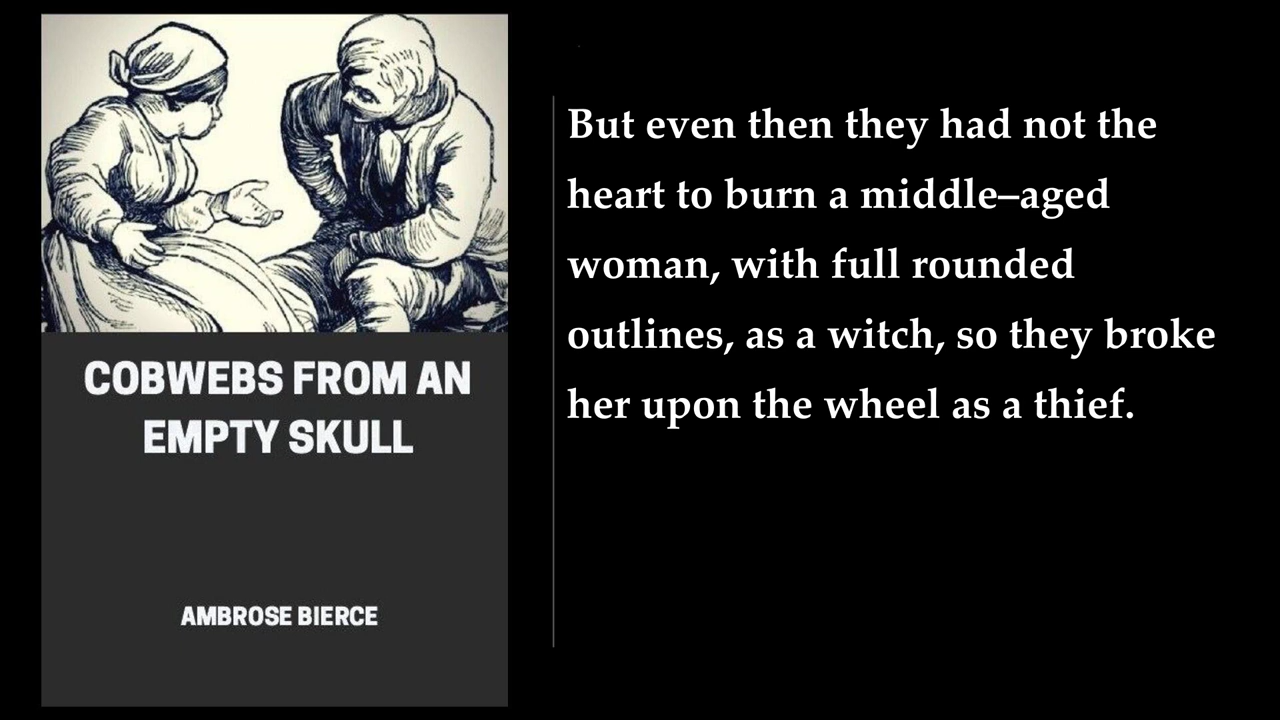 COBWEBS FROM AN
EMPTY SKULL
AMBROSE BIERCE
But even then they had not the
heart to burn a middle–aged
woman, with full rounded
outlines, as a witch, so they broke
her upon the wheel as a thief.